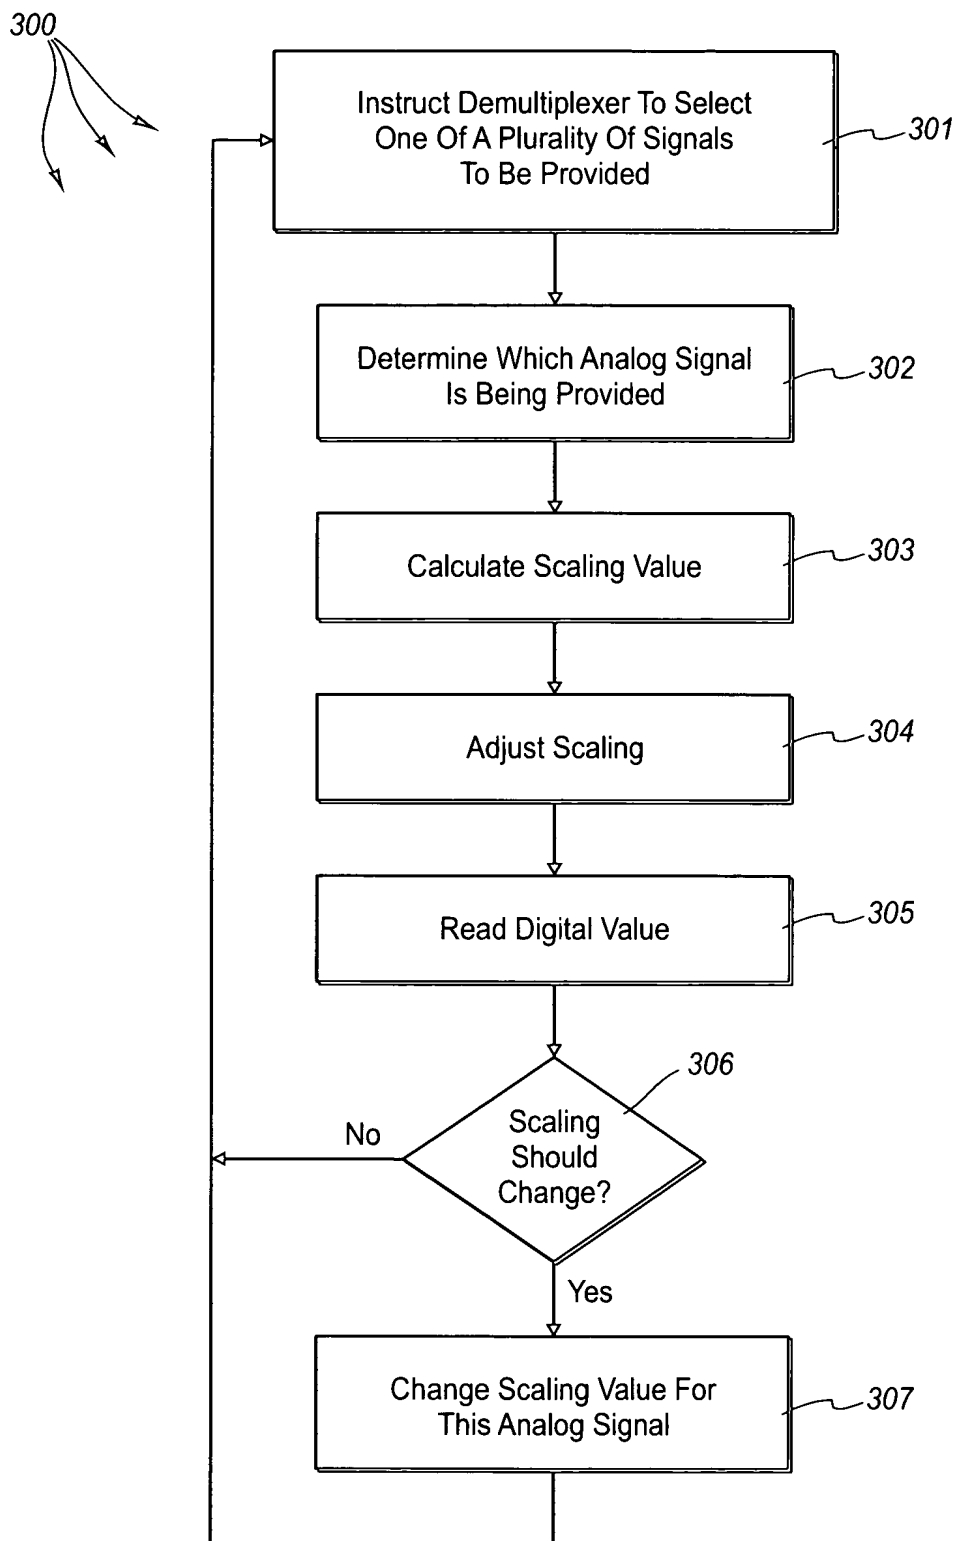 300
Instruct Demultiplexer To Select
One Of A Plurality Of Signals
To Be Provided
301
Determine Which Analog Signal
Is Being Provided
302
Calculate Scaling Value
303
Adjust Scaling
304
Read Digital Value
305
306
Scaling
Should
Change?
No
Yes
Change Scaling Value For
This Analog Signal
307